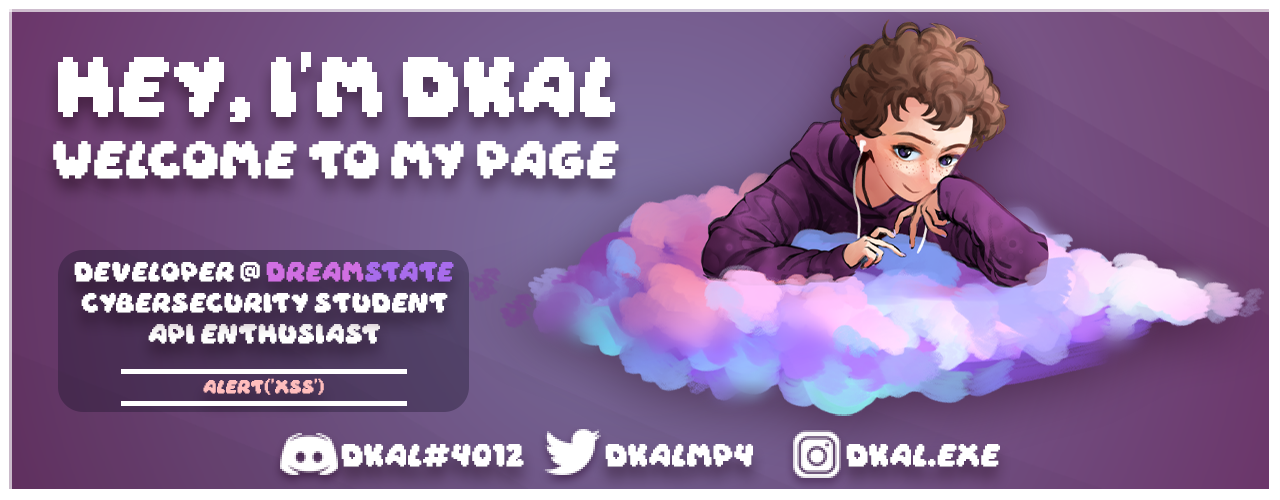 HEY, I'M DKAL
WELCOME TO MY PAGE
DEVELOPER @ DREAMSTATE
CYBERSECURITY STUDENT
API ENTHUSIAST
ALERT('XSS')
DKAL#4012 DKALMP4 DKAL.EXE